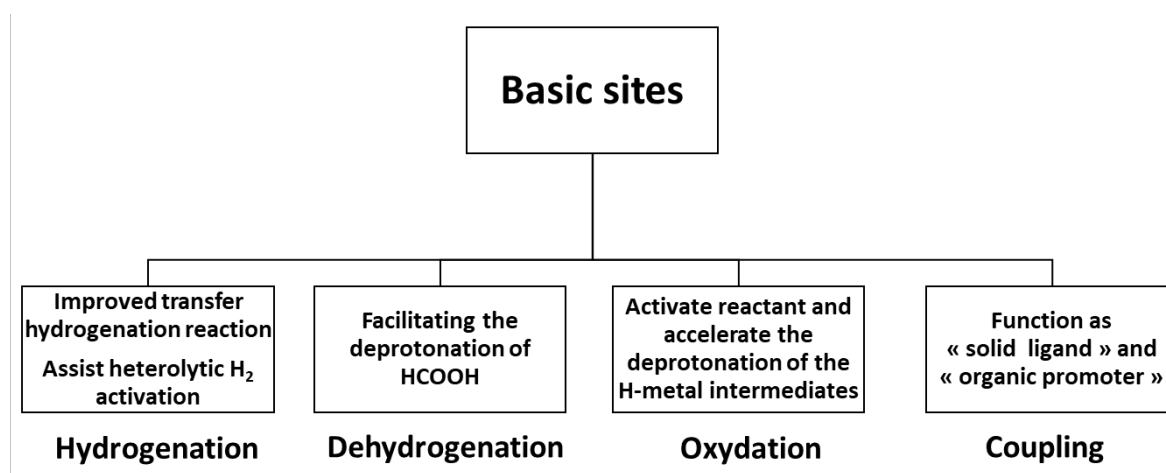 Basic sites
Improved transfer
hydrogenation reaction
Assist heterolytic H₂
activation
Facilitating the
deprotonation of
HCOOH
Activate reactant and
accelerate the
deprotonation of the
H-metal intermediates
Function as
« solid ligand » and
« organic promoter »
Hydrogenation
Dehydrogenation
Oxydation
Coupling